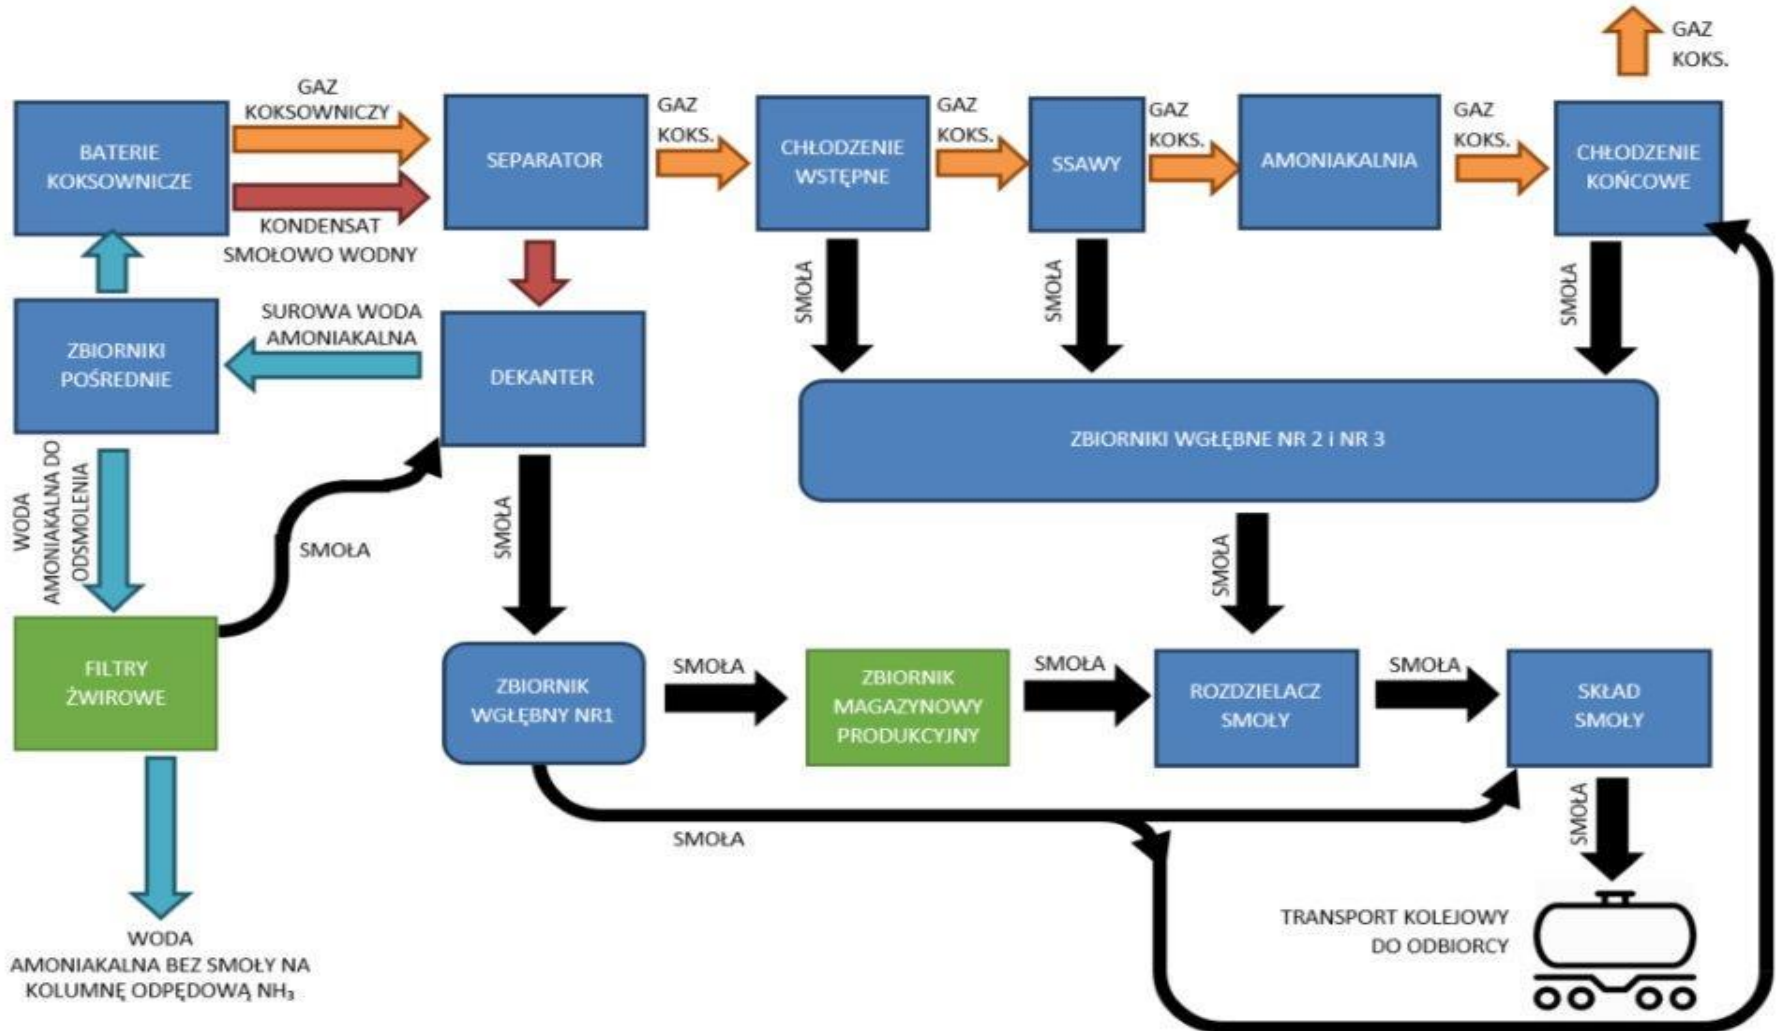 GAZ
KOKS.
GAZ
KOKSOWNICZY
BATERIE
KOKSOWNICZE
KONDENSAT
SMOŁOWO WODNY
SEPARATOR
GAZ
KOKS.
CHŁODZENIE
WSTĘPNE
GAZ
KOKS.
SSAWY
GAZ
KOKS.
AMONIAKALNIA
GAZ
KOKS.
CHŁODZENIE
KOŃCOWE
SMOŁA
SMOŁA
SMOŁA
ZBIORNIKI
POŚREDNIE
SUROWA WODA
AMONIAKALNA
DEKANTER
ZBIORNIKI WGŁĘBNE NR 2 i NR 3
WODA
AMONIAKALNA DO
ODSMOLENIA
SMOŁA
SMOŁA
SMOŁA
FILTRY
ŻWIROWE
ZBIORNIK
WGŁĘBNY NR1
SMOŁA
ZBIORNIK
MAGAZYNOWY
PRODUKCYJNY
SMOŁA
ROZDZIELACZ
SMOŁY
SMOŁA
SKŁAD
SMOŁY
SMOŁA
SMOŁA
TRANSPORT KOLEJOWY
DO ODBIORCY
WODA
AMONIAKALNA BEZ SMOŁY NA
KOLUMNĘ ODPĘDOWĄ NH₃